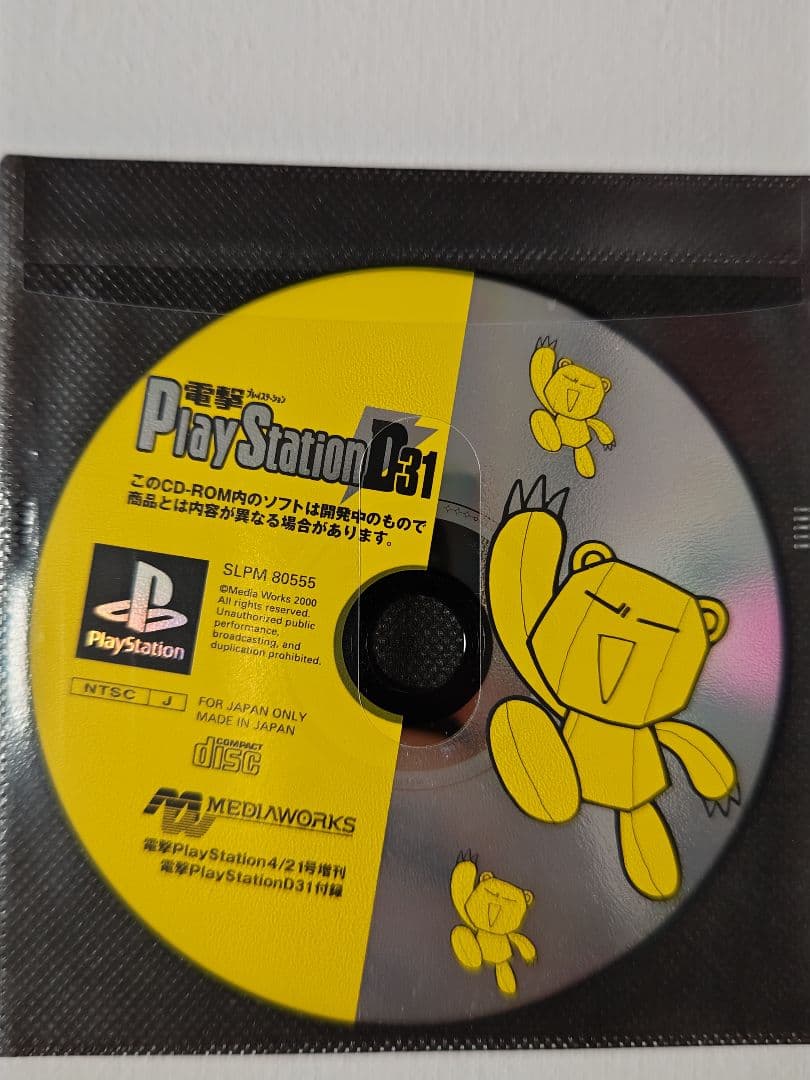 電撃
プレイステーション
PlayStation D31
このCD-ROM内のソフトは開発中のもので
商品とは内容が異なる場合があります。
PlayStation
SLPM 80555
©Media Works 2000
All rights reserved.
Unauthorized public
performance,
broadcasting, and
duplication prohibited.
NTSC J
FOR JAPAN ONLY
MADE IN JAPAN
COMPACT
disc
MW MEDIAWORKS
電撃PlayStation4/21号増刊
電撃PlayStationD31付録